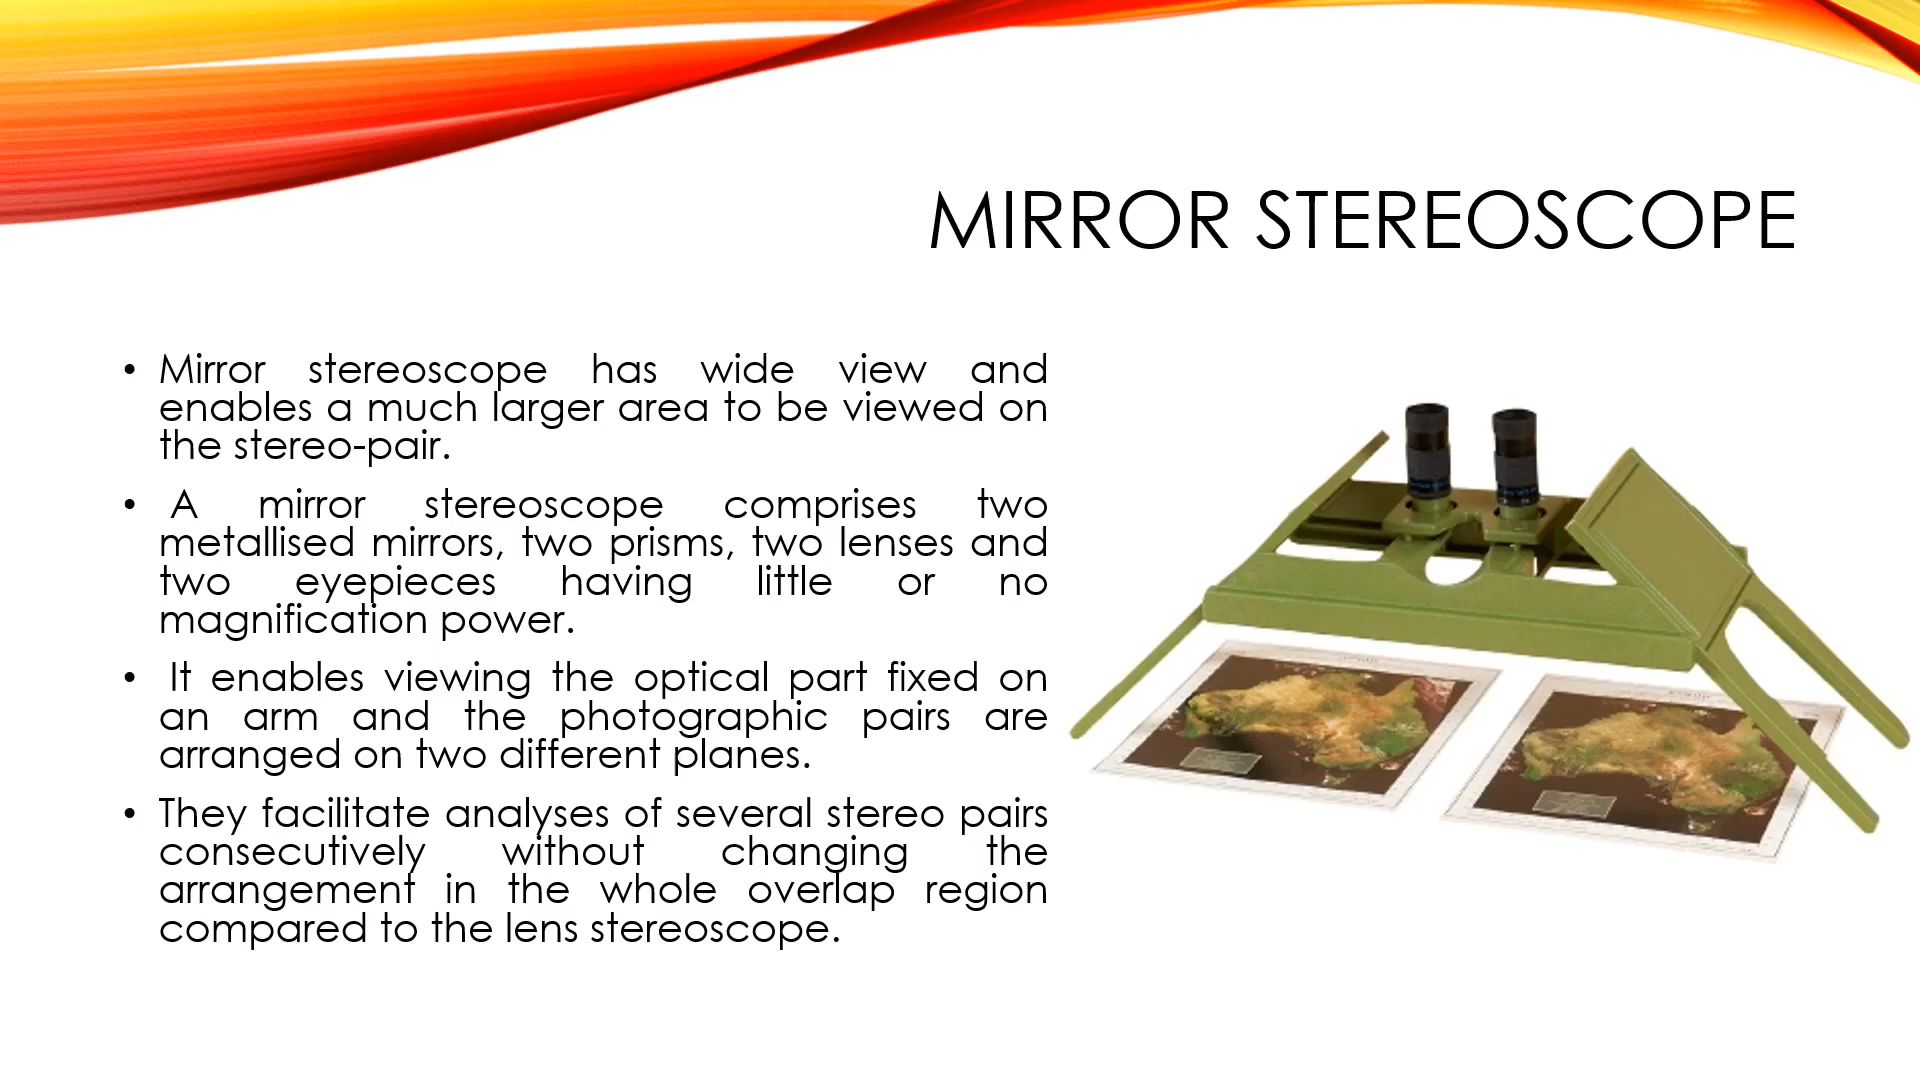 MIRROR STEREOSCOPE
• Mirror stereoscope has wide view and
enables a much larger area to be viewed on
the stereo-pair.
• A mirror stereoscope comprises two
metallised mirrors, two prisms, two lenses and
two eyepieces having little or no
magnification power.
• It enables viewing the optical part fixed on
an arm and the photographic pairs are
arranged on two different planes.
• They facilitate analyses of several stereo pairs
consecutively without changing the
arrangement in the whole overlap region
compared to the lens stereoscope.